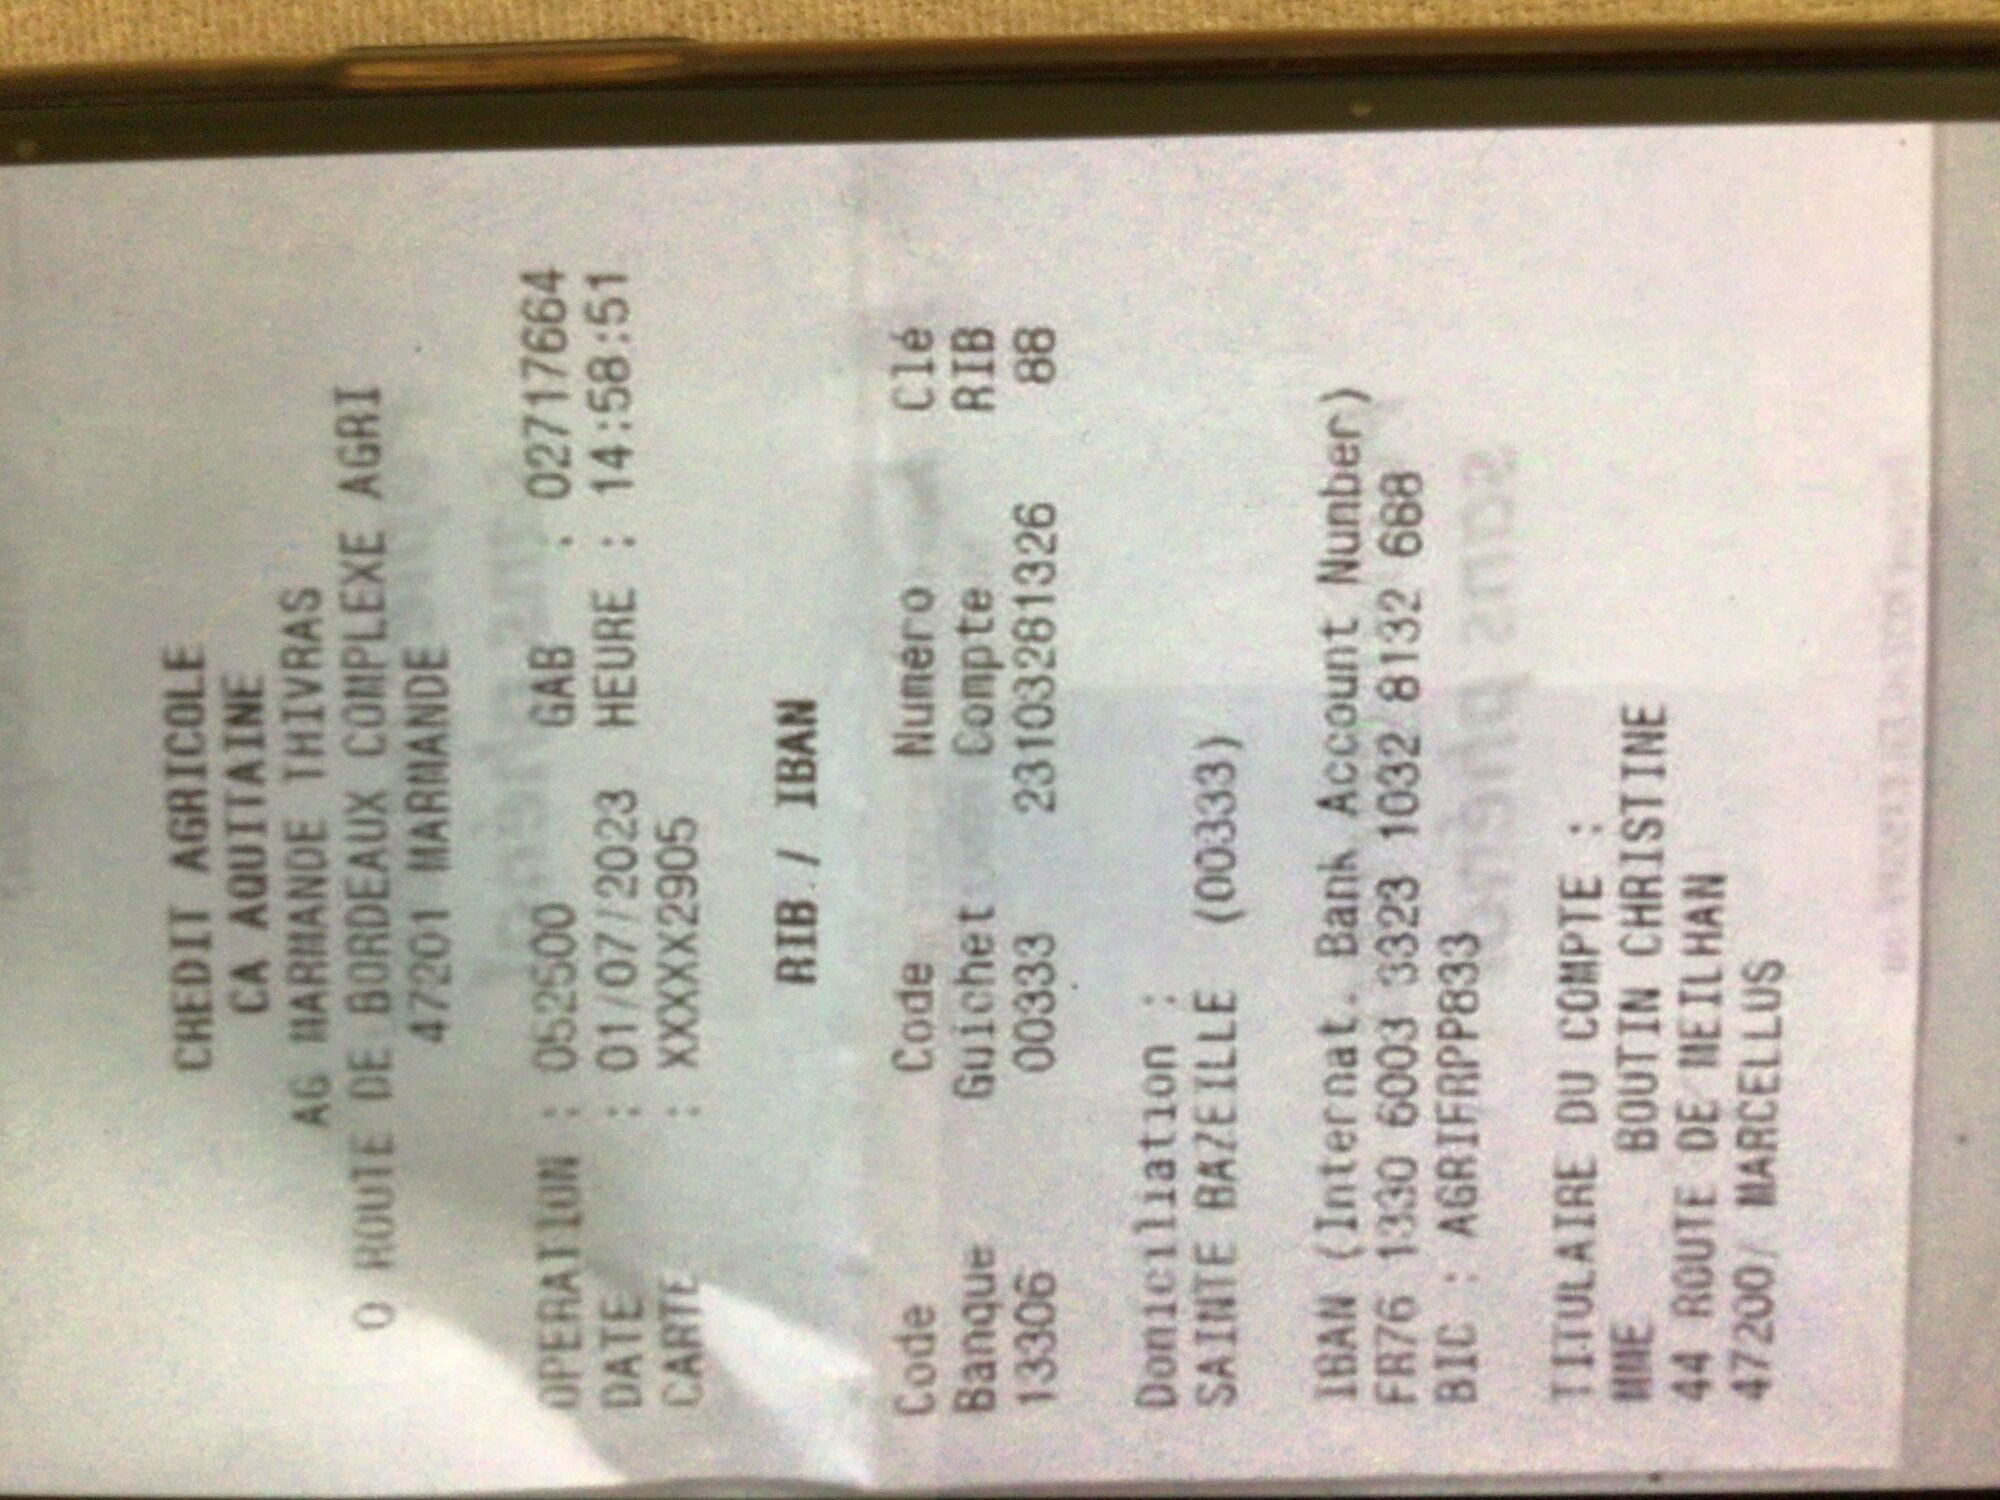 CREDIT AGRICOLE
CA AQUITAINE
AG MARMANDE THIVRAS
0 ROUTE DE BORDEAUX COMPLEXE AGRI
47201 MARMANDE
OPERATION : 052500 GAB : 02717664
DATE : 01/07/2023 HEURE : 14:58:51
CARTE : XXXXXX2905
RIB / IBAN
Code Code Numéro Clé
Banque Guichet Compte RIB
13306 00333 23103281326 88
Domiciliation :
SAINTE BAZEILLE (00333)
IBAN (Internat. Bank Account Number)
FR76 1330 6003 3323 1032 8132 688
BIC : AGRIFRPP833
TITULAIRE DU COMPTE :
MME BOUTIN CHRISTINE
44 ROUTE DE MEILHAN
47200/ MARCELLUS